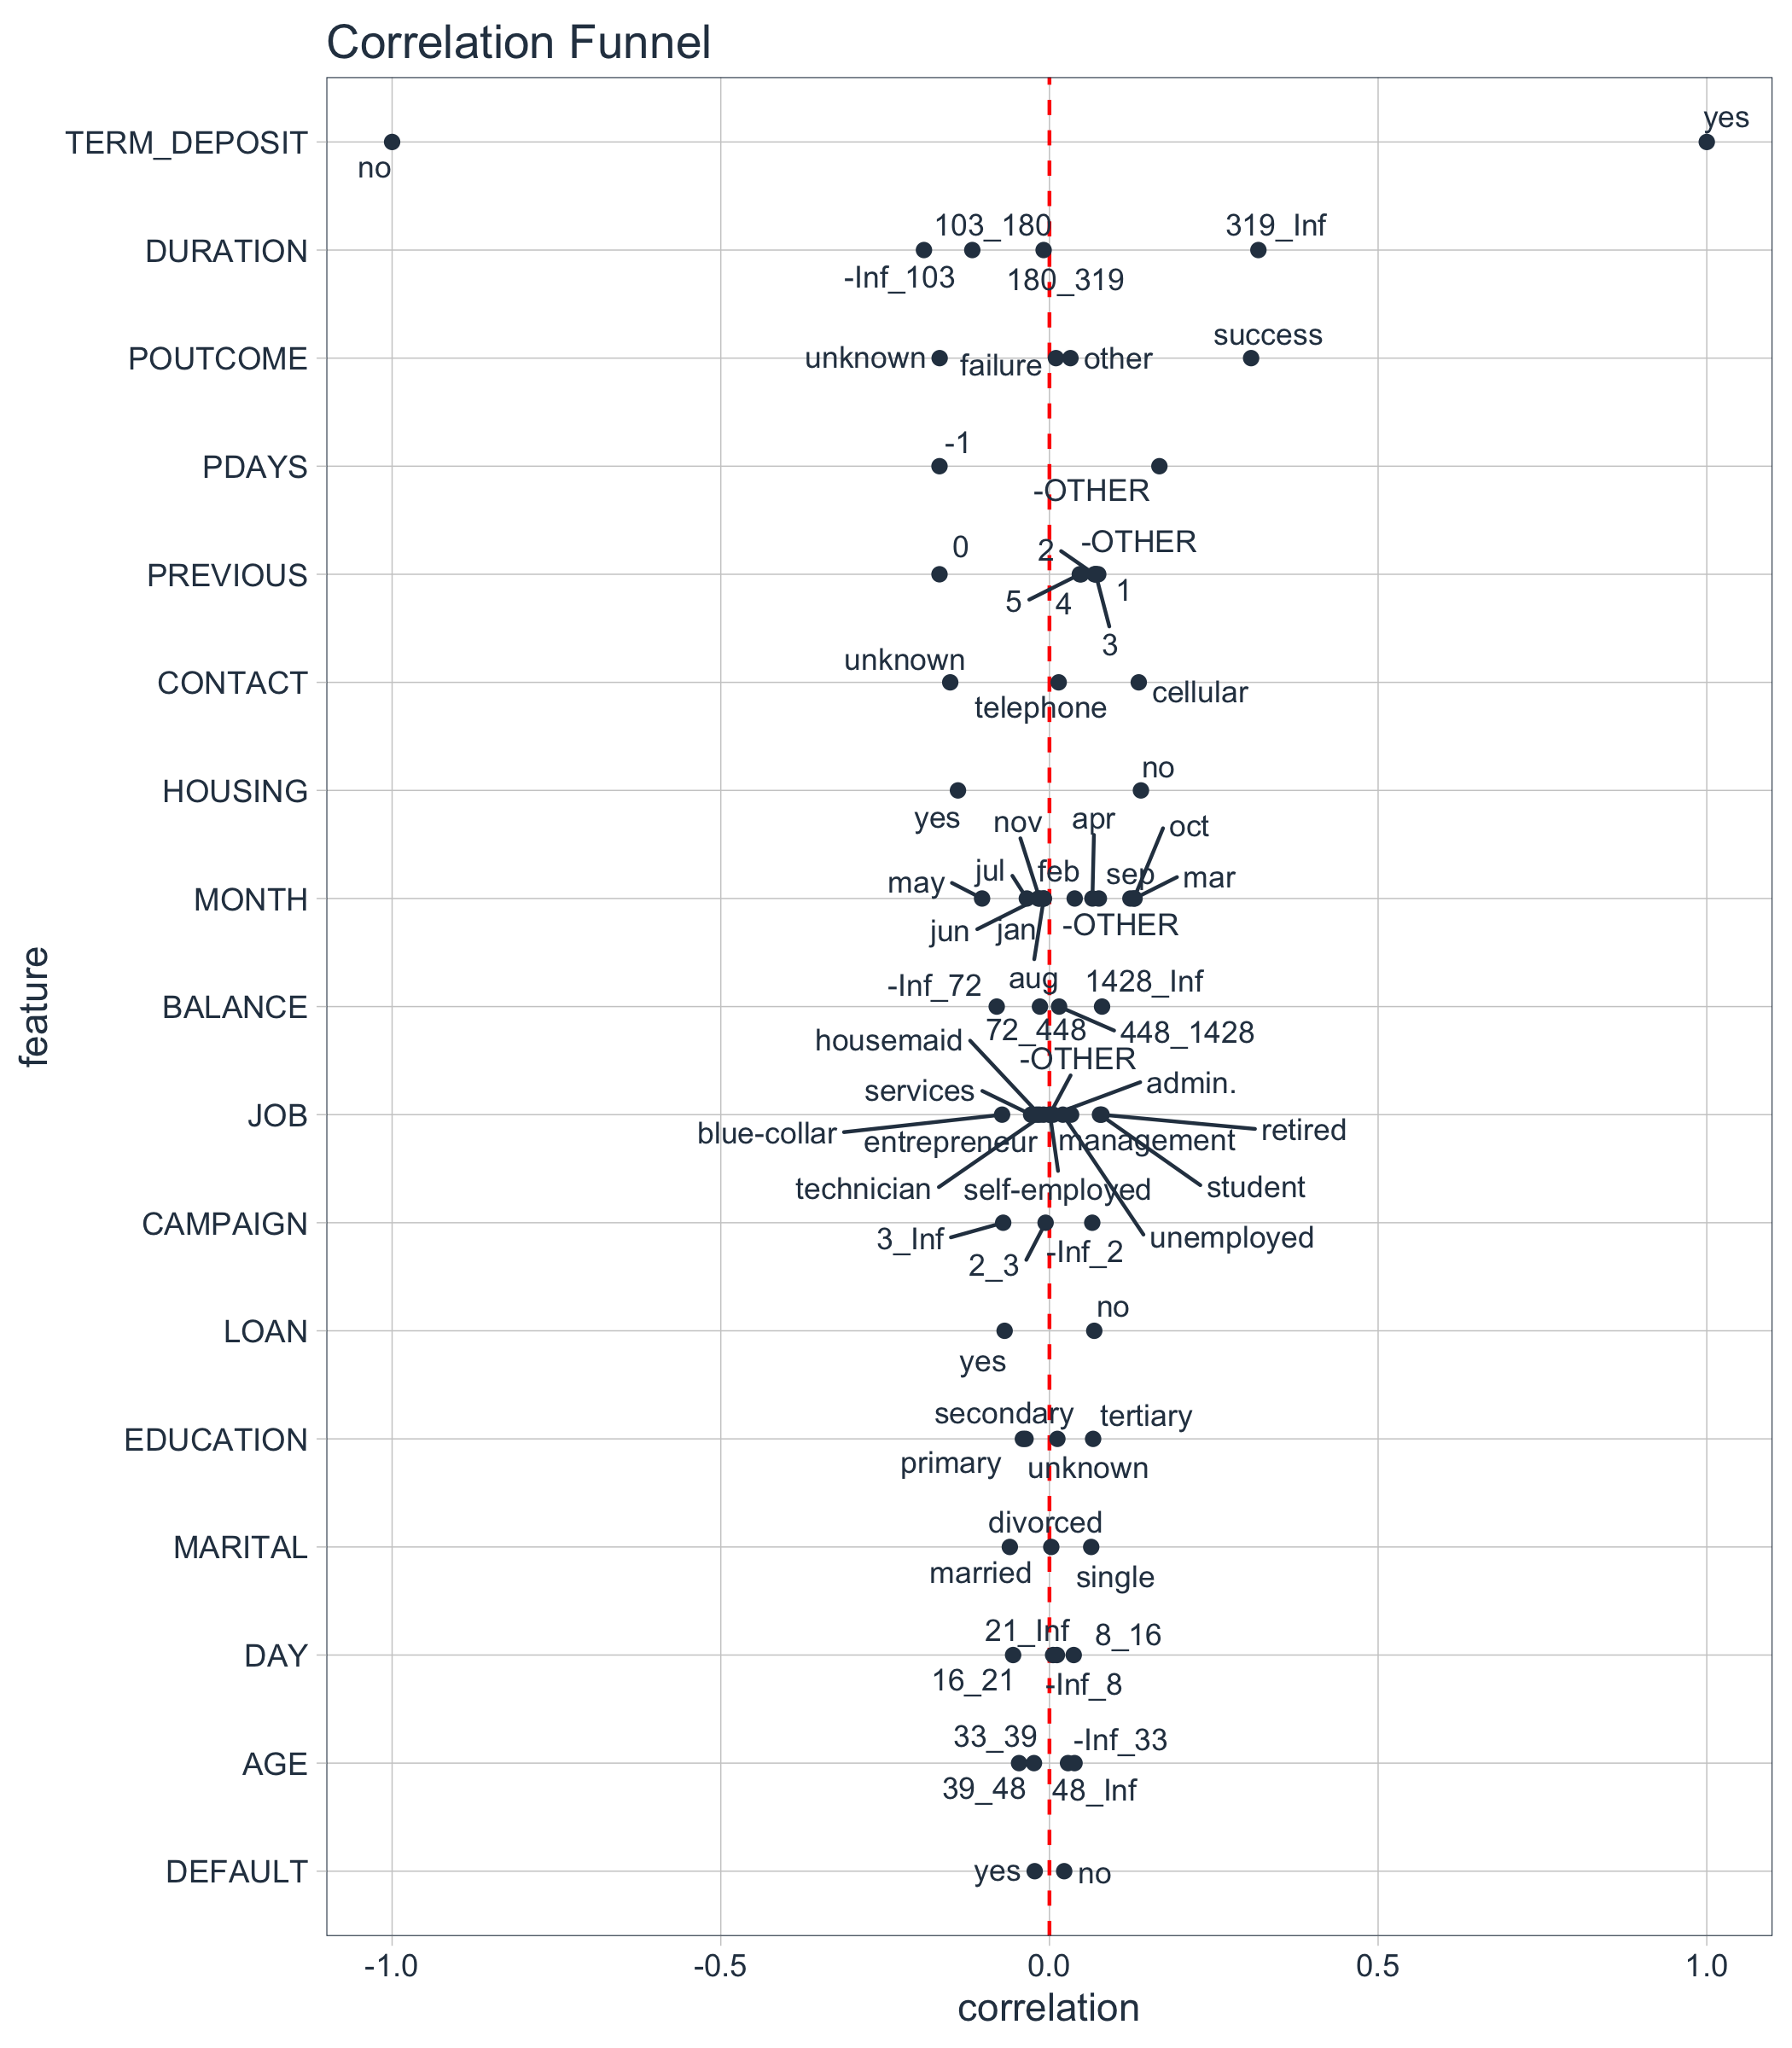 Correlation Funnel
yes
TERM_DEPOSIT
no
103_180
319_Inf
DURATION
-Inf_103
180_319
success
POUTCOME
unknown
failure
other
-1
PDAYS
-OTHER
0
2
-OTHER
PREVIOUS
5
4
1
3
unknown
CONTACT
telephone
cellular
no
HOUSING
yes
nov
apr
oct
jul
feb
sep
mar
may
MONTH
jun
jan
-OTHER
aug
-Inf_72
1428_Inf
BALANCE
72_448
448_1428
housemaid
-OTHER
services
admin.
JOB
blue-collar
entrepreneur
management
retired
technician
self-employed
student
CAMPAIGN
3_Inf
2_3
-Inf_2
unemployed
no
LOAN
yes
secondary
tertiary
EDUCATION
primary
unknown
divorced
MARITAL
married
single
21_Inf
8_16
DAY
16_21
-Inf_8
33_39
-Inf_33
AGE
39_48
48_Inf
DEFAULT
yes
no
feature
-1.0
-0.5
0.0
0.5
1.0
correlation